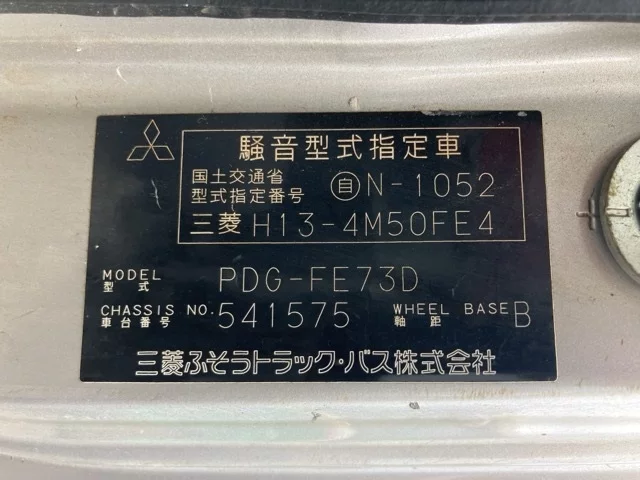 騒音型式指定車
国土交通省
型式指定番号 自N-1052
三菱 H13-4M50FE4
MODEL
型式 PDG-FE73D
CHASSIS NO. 541575 WHEEL BASE B
車台番号 軸距
三菱ふそうトラック・バス株式会社